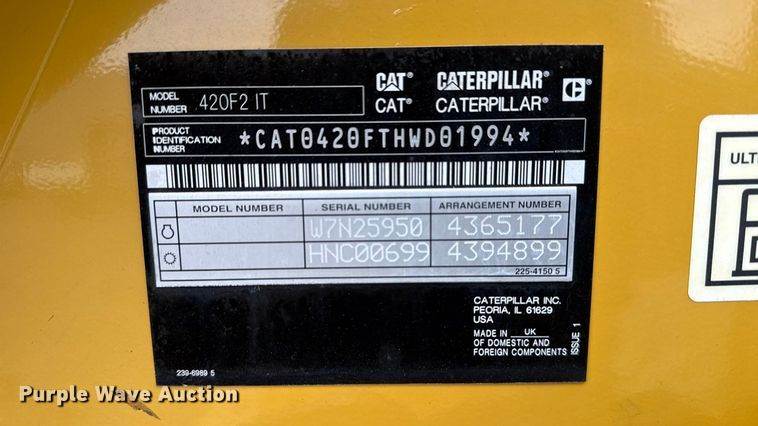 MODEL NUMBER 420F2 IT
CAT® CATERPILLAR®
CAT® CATERPILLAR®
PRODUCT IDENTIFICATION NUMBER *CAT0420FTHWD01994*
MODEL NUMBER SERIAL NUMBER ARRANGEMENT NUMBER
W7N25950 4365177
HNC00699 4394899
225-4150 5
CATERPILLAR INC.
PEORIA, IL 61629
USA
MADE IN UK
OF DOMESTIC AND
FOREIGN COMPONENTS
ISSUE 1
239-6989 5
ULT
Purple Wave Auction